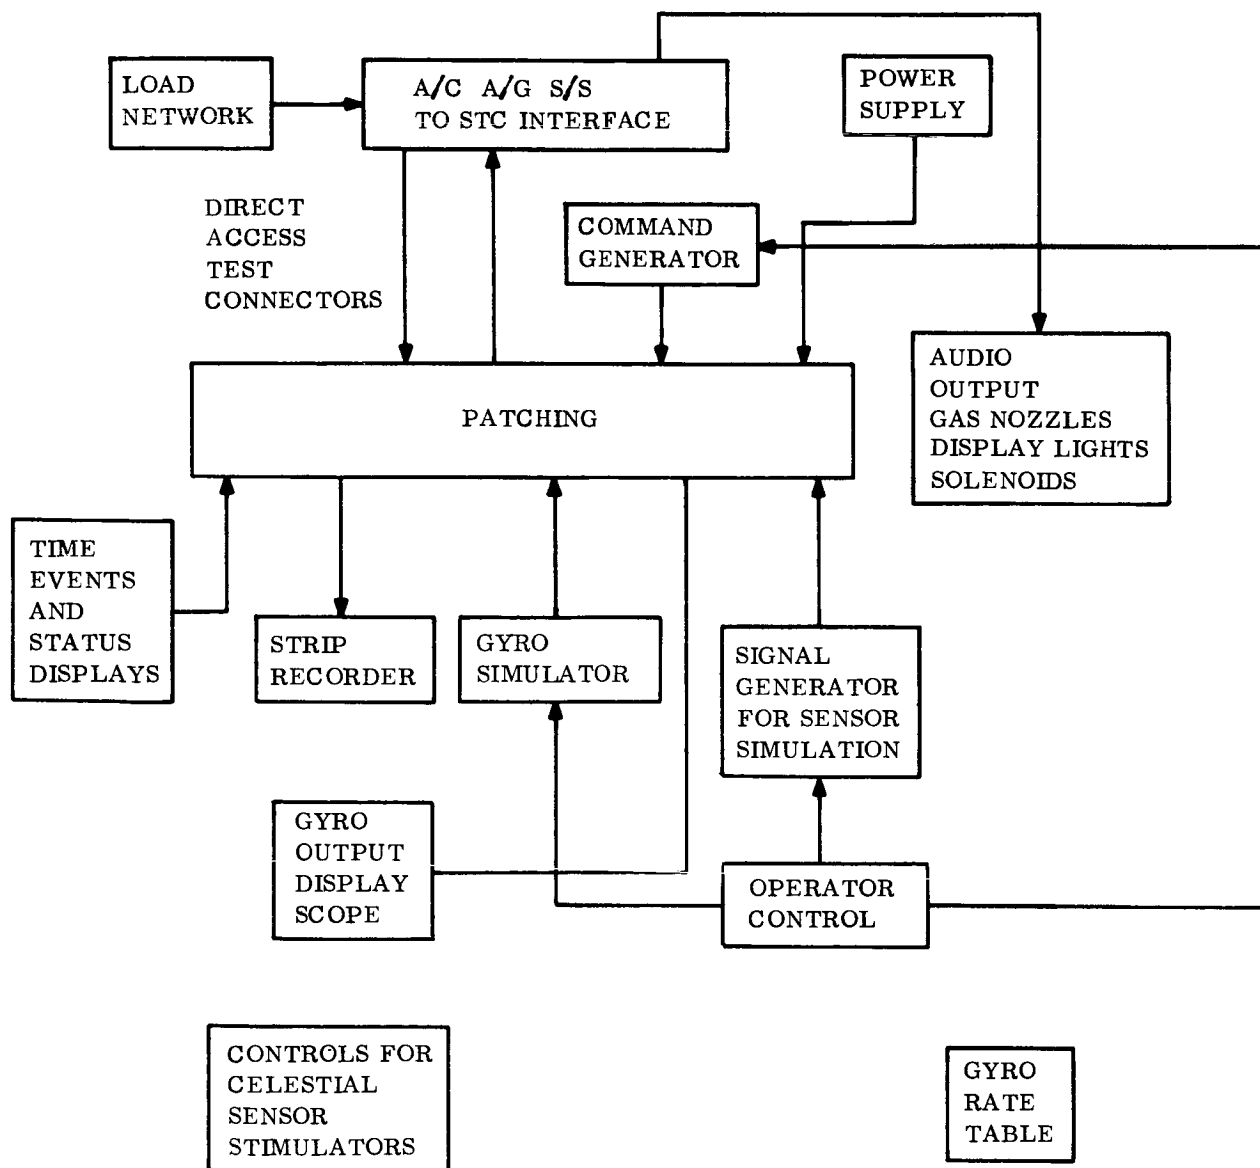 LOAD
NETWORK
A/C A/G S/S
TO STC INTERFACE
POWER
SUPPLY
DIRECT
ACCESS
TEST
CONNECTORS
COMMAND
GENERATOR
AUDIO
OUTPUT
GAS NOZZLES
DISPLAY LIGHTS
SOLENOIDS
PATCHING
TIME
EVENTS
AND
STATUS
DISPLAYS
STRIP
RECORDER
GYRO
SIMULATOR
SIGNAL
GENERATOR
FOR SENSOR
SIMULATION
GYRO
OUTPUT
DISPLAY
SCOPE
OPERATOR
CONTROL
CONTROLS FOR
CELESTIAL
SENSOR
STIMULATORS
GYRO
RATE
TABLE